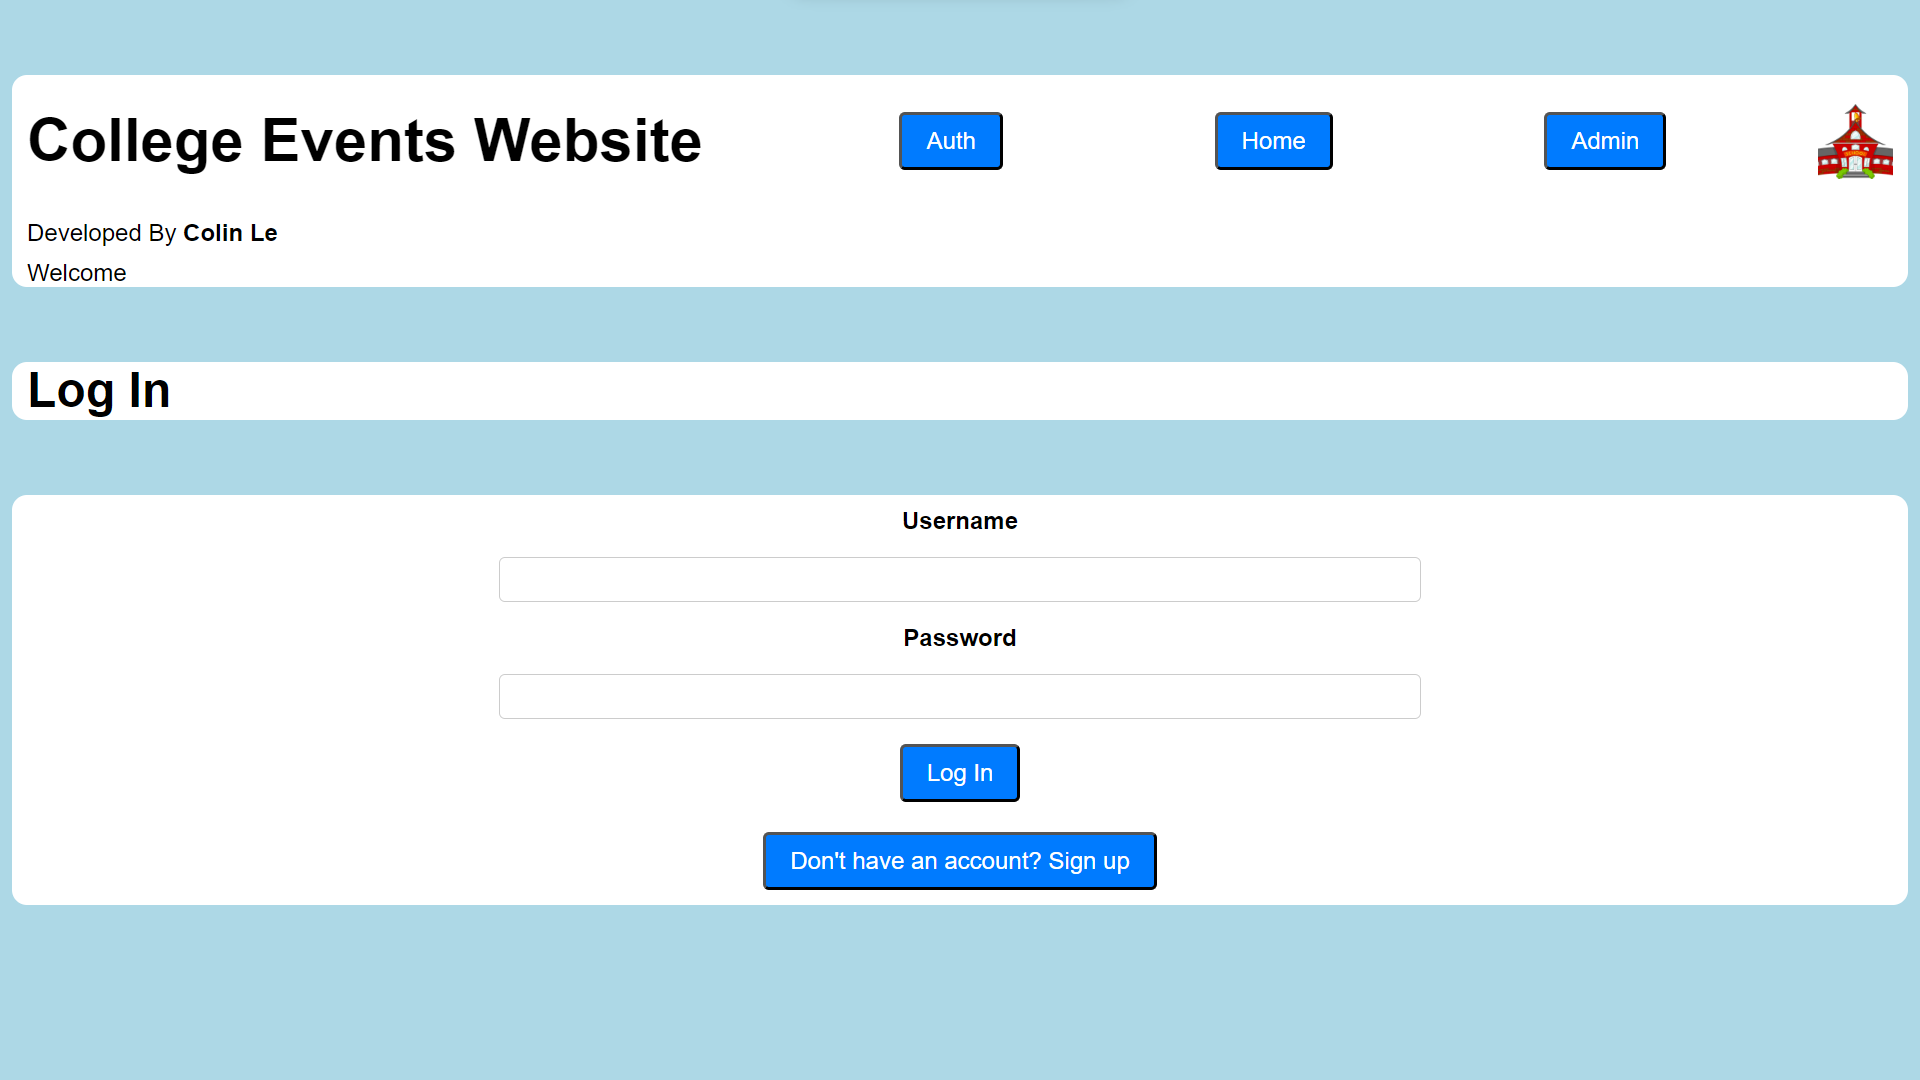 College Events Website
Auth
Home
Admin
Developed By Colin Le
Welcome
Log In
Username
Password
Log In
Don't have an account? Sign up